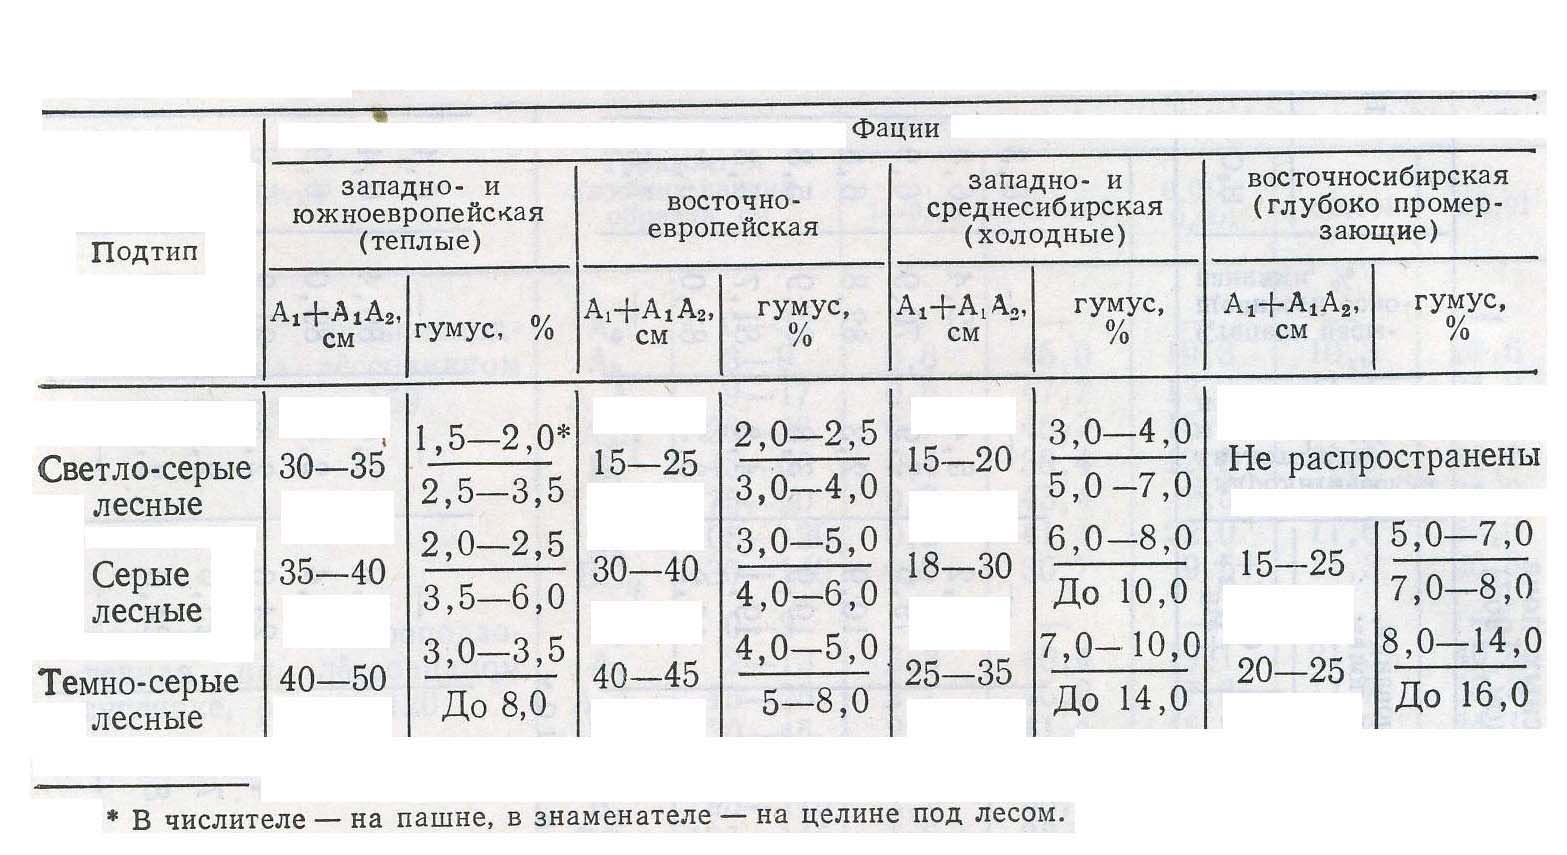 Фации
Подтип
западно- и
южноевропейская
(теплые)
восточно-
европейская
западно- и
среднесибирская
(холодные)
восточносибирская
(глубоко промер-
зающие)
A₁+A₁A₂,
см
гумус, %
A₁+A₁A₂,
см
гумус,
%
A₁+A₁A₂,
см
гумус,
%
A₁+A₁A₂,
см
гумус,
%
Светло-серые
лесные
30—35
1,5—2,0*
2,5—3,5
15—25
2,0—2,5
3,0—4,0
15—20
3,0—4,0
5,0—7,0
Не распространены
Серые
лесные
35—40
2,0—2,5
3,5—6,0
30—40
3,0—5,0
4,0—6,0
18—30
6,0—8,0
До 10,0
15—25
5,0—7,0
7,0—8,0
Темно-серые
лесные
40—50
3,0—3,5
До 8,0
40—45
4,0—5,0
5—8,0
25—35
7,0—10,0
До 14,0
20—25
8,0—14,0
До 16,0
* В числителе — на пашне, в знаменателе — на целине под лесом.